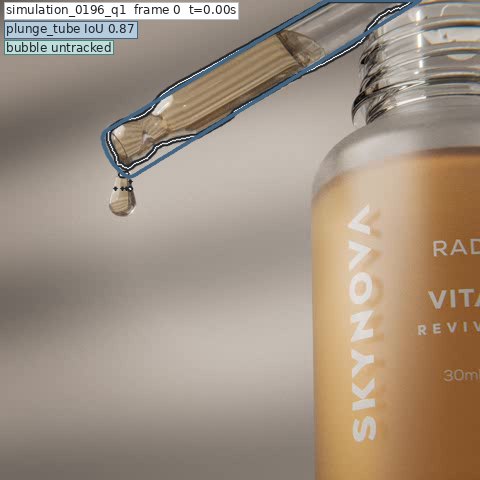 simulation_0196_q1 frame 0 t=0.00s
plunge_tube IoU 0.87
bubble untracked
SKYNOVA
RAD
VITA
REVIV
30ml